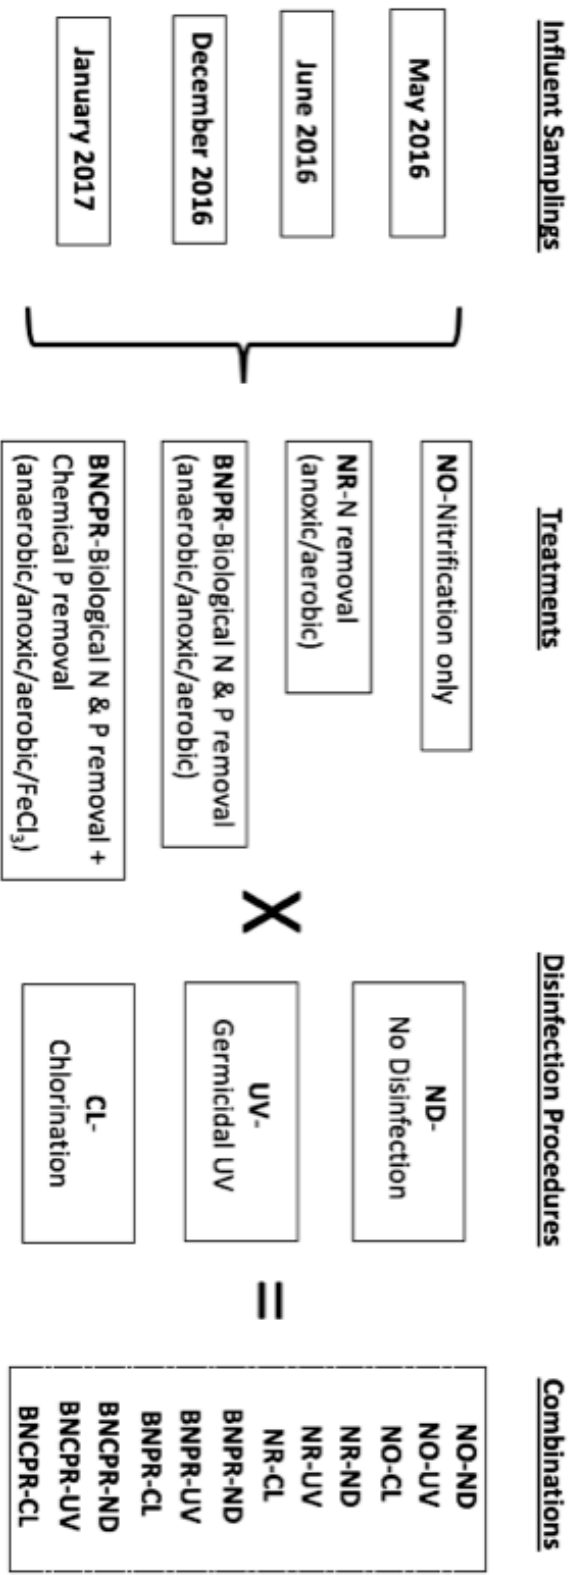 Influent Samplings
May 2016
June 2016
December 2016
January 2017
Treatments
NO-Nitrification only
NR-N removal
(anoxic/aerobic)
BNPR-Biological N & P removal
(anaerobic/anoxic/aerobic)
BNCPR-Biological N & P removal +
Chemical P removal
(anaerobic/anoxic/aerobic/FeCl₃)
X
Disinfection Procedures
ND-
No Disinfection
UV-
Germicidal UV
CL-
Chlorination
=
Combinations
NO-ND
NO-UV
NO-CL
NR-ND
NR-UV
NR-CL
BNPR-ND
BNPR-UV
BNPR-CL
BNCPR-ND
BNCPR-UV
BNCPR-CL